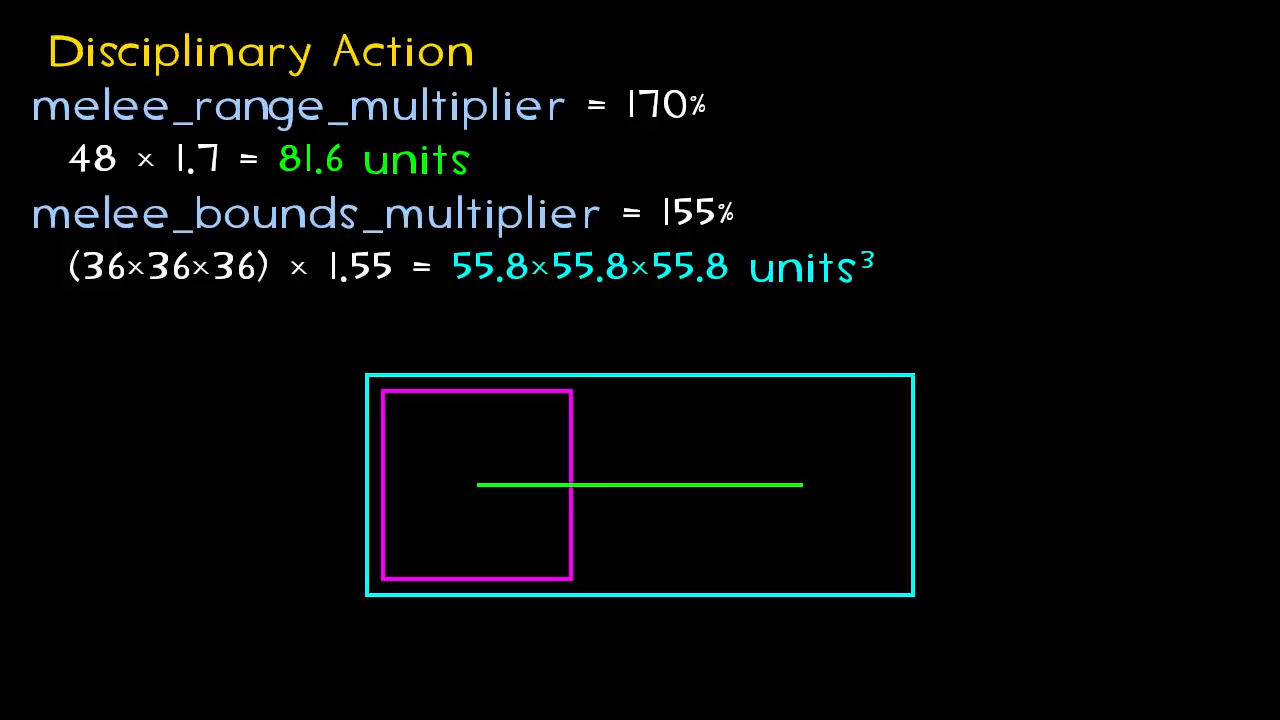 Disciplinary Action
melee_range_multiplier = 170%
48 × 1.7 = 81.6 units
melee_bounds_multiplier = 155%
(36×36×36) × 1.55 = 55.8×55.8×55.8 units³